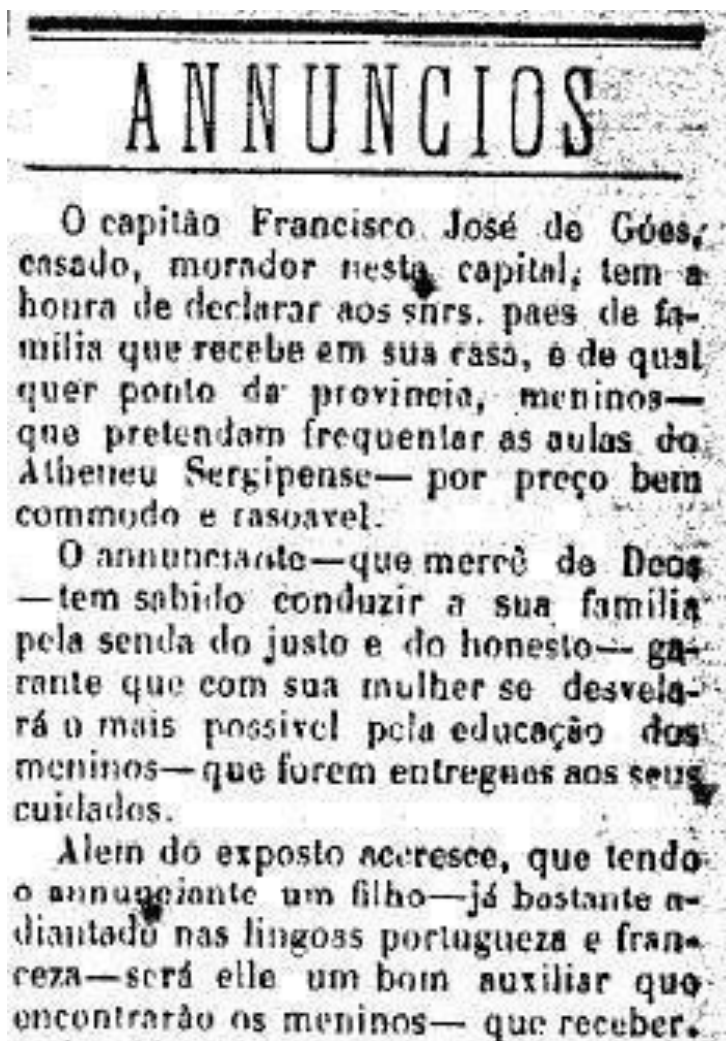 ANNUNCIOS
O capitão Francisco José de Góes,
casado, morador nesta capital, tem a
honra de declarar aos snrs. paes de fa-
milia que recebe em sua casa, e de qual
quer ponto da provincia, meninos—
que pretendam frequentar as aulas do
Atheneu Sergipense— por preço bem
commodo e rasoavel.
O annunciante—que mercê de Deos
—tem sabido conduzir a sua familia
pela senda do justo e do honesto— ga-
rante que com sua mulher se desvela-
rá o mais possivel pela educação dos
meninos—que forem entregues aos seus
cuidados.
Alem do exposto accresce, que tendo
o annunciante um filho—já bastante a-
diantado nas lingoas portugueza e fran-
ceza—será elle um bom auxiliar que
encontrarão os meninos— que receber.